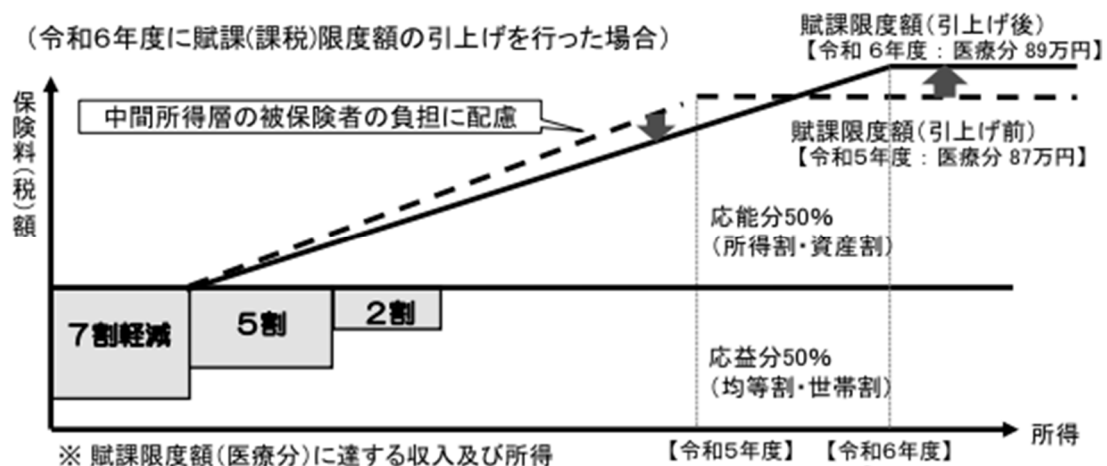 （令和６年度に賦課(課税)限度額の引上げを行った場合）
賦課限度額（引上げ後）
【令和 6年度 ： 医療分 89万円】
保険料（税）額
中間所得層の被保険者の負担に配慮
賦課限度額（引上げ前）
【令和５年度 ： 医療分 87万円】
応能分50%
（所得割・資産割）
７割軽減
５割
２割
応益分50%
（均等割・世帯割）
所得
※ 賦課限度額（医療分）に達する収入及び所得
【令和５年度】
【令和６年度】